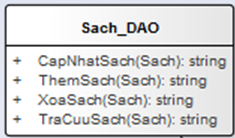 Sach_DAO
+ CapNhatSach(Sach): string
+ ThemSach(Sach): string
+ XoaSach(Sach): string
+ TraCuuSach(Sach): string